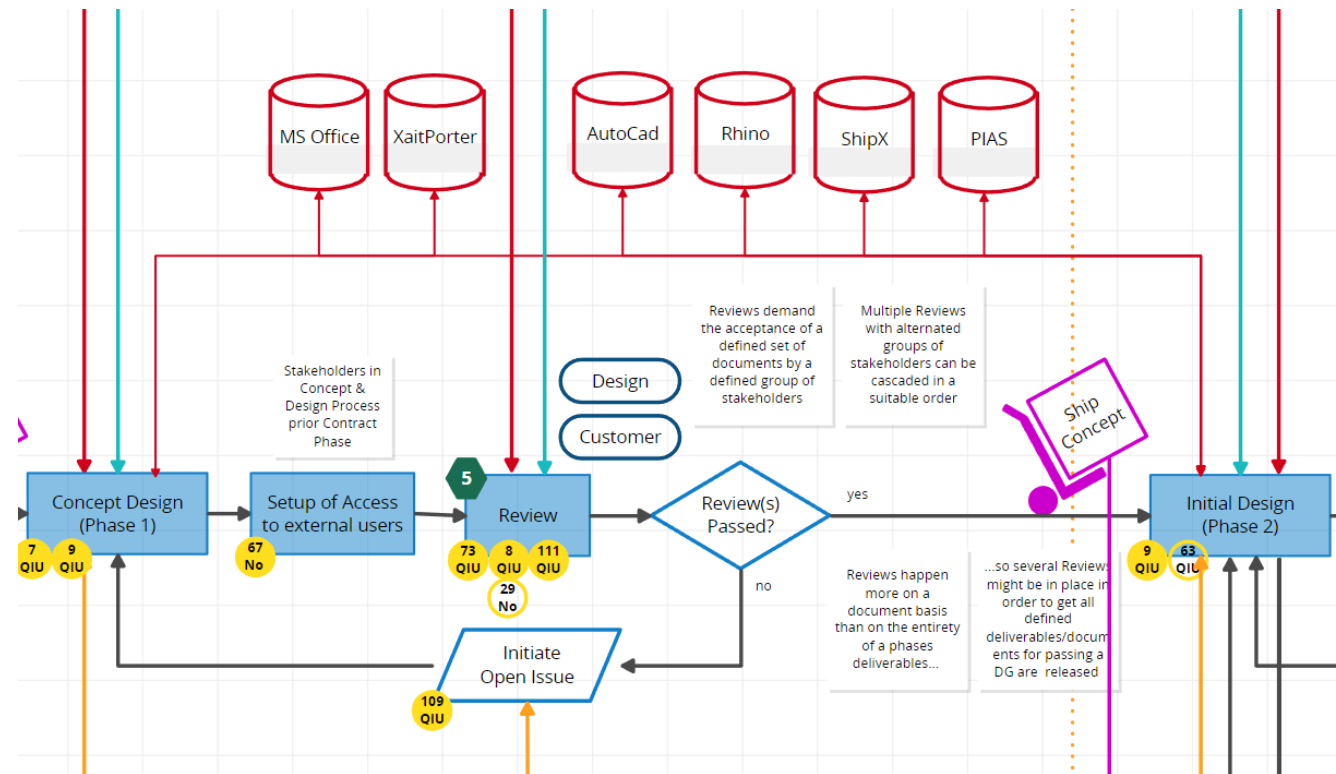 MS Office
XaitPorter
AutoCad
Rhino
ShipX
PIAS
Stakeholders in
Concept &
Design Process
prior Contract
Phase
Design
Customer
Reviews demand
the acceptance of a
defined set of
documents by a
defined group of
stakeholders
Multiple Reviews
with alternated
groups of
stakeholders can be
cascaded in a
suitable order
Ship
Concept
Concept Design
(Phase 1)
7
QIU
9
QIU
Setup of Access
to external users
67
No
5
Review
73
QIU
8
QIU
111
QIU
29
No
Review(s)
Passed?
yes
no
Initial Design
(Phase 2)
9
QIU
63
QIU
Initiate
Open Issue
109
QIU
Reviews happen
more on a
document basis
than on the entirety
of a phases
deliverables...
...so several Reviews
might be in place in
order to get all
defined
deliverables/docum
ents for passing a
DG are released